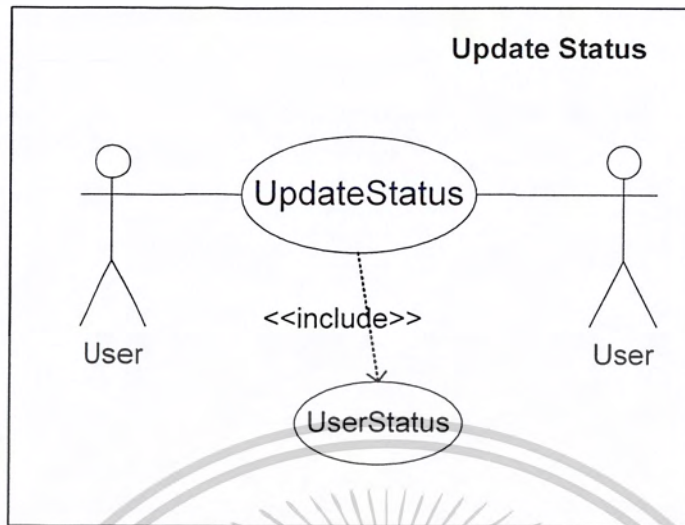 Update Status
UpdateStatus
<<include>>
User
User
UserStatus